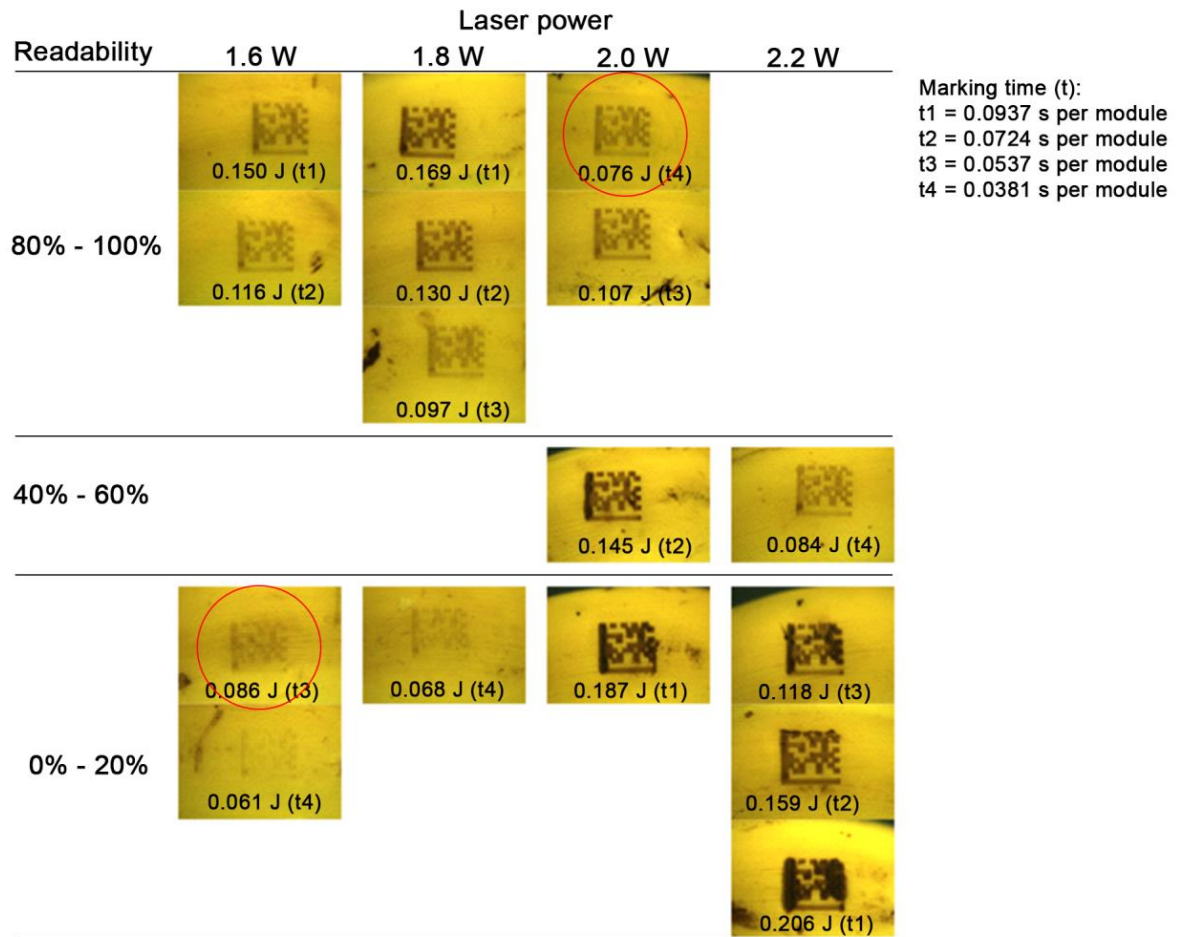 Laser power
Readability 1.6 W 1.8 W 2.0 W 2.2 W
Marking time (t):
t1 = 0.0937 s per module
t2 = 0.0724 s per module
t3 = 0.0537 s per module
t4 = 0.0381 s per module
0.150 J (t1) 0.169 J (t1) 0.076 J (t4)
80% - 100%
0.116 J (t2) 0.130 J (t2) 0.107 J (t3)
0.097 J (t3)
40% - 60%
0.145 J (t2) 0.084 J (t4)
0.086 J (t3) 0.068 J (t4) 0.187 J (t1) 0.118 J (t3)
0% - 20%
0.061 J (t4) 0.159 J (t2)
0.206 J (t1)